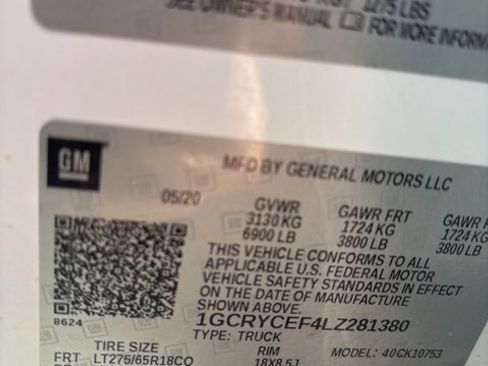 1275 LBS
SEE OWNER'S MANUAL FOR MORE INFORM
GM
MFD BY GENERAL MOTORS LLC
05/20
GVWR GAWR FRT GAWR
3130 KG 1724 KG 1724 KG
6900 LB 3800 LB 3800 LB
THIS VEHICLE CONFORMS TO ALL
APPLICABLE U.S. FEDERAL MOTOR
VEHICLE SAFETY STANDARDS IN EFFECT
ON THE DATE OF MANUFACTURE
SHOWN ABOVE.
8624
1GCRYCEF4LZ281380
TYPE: TRUCK
TIRE SIZE RIM MODEL: 40CK10753
FRT LT275/65R18CO 18X8.5J